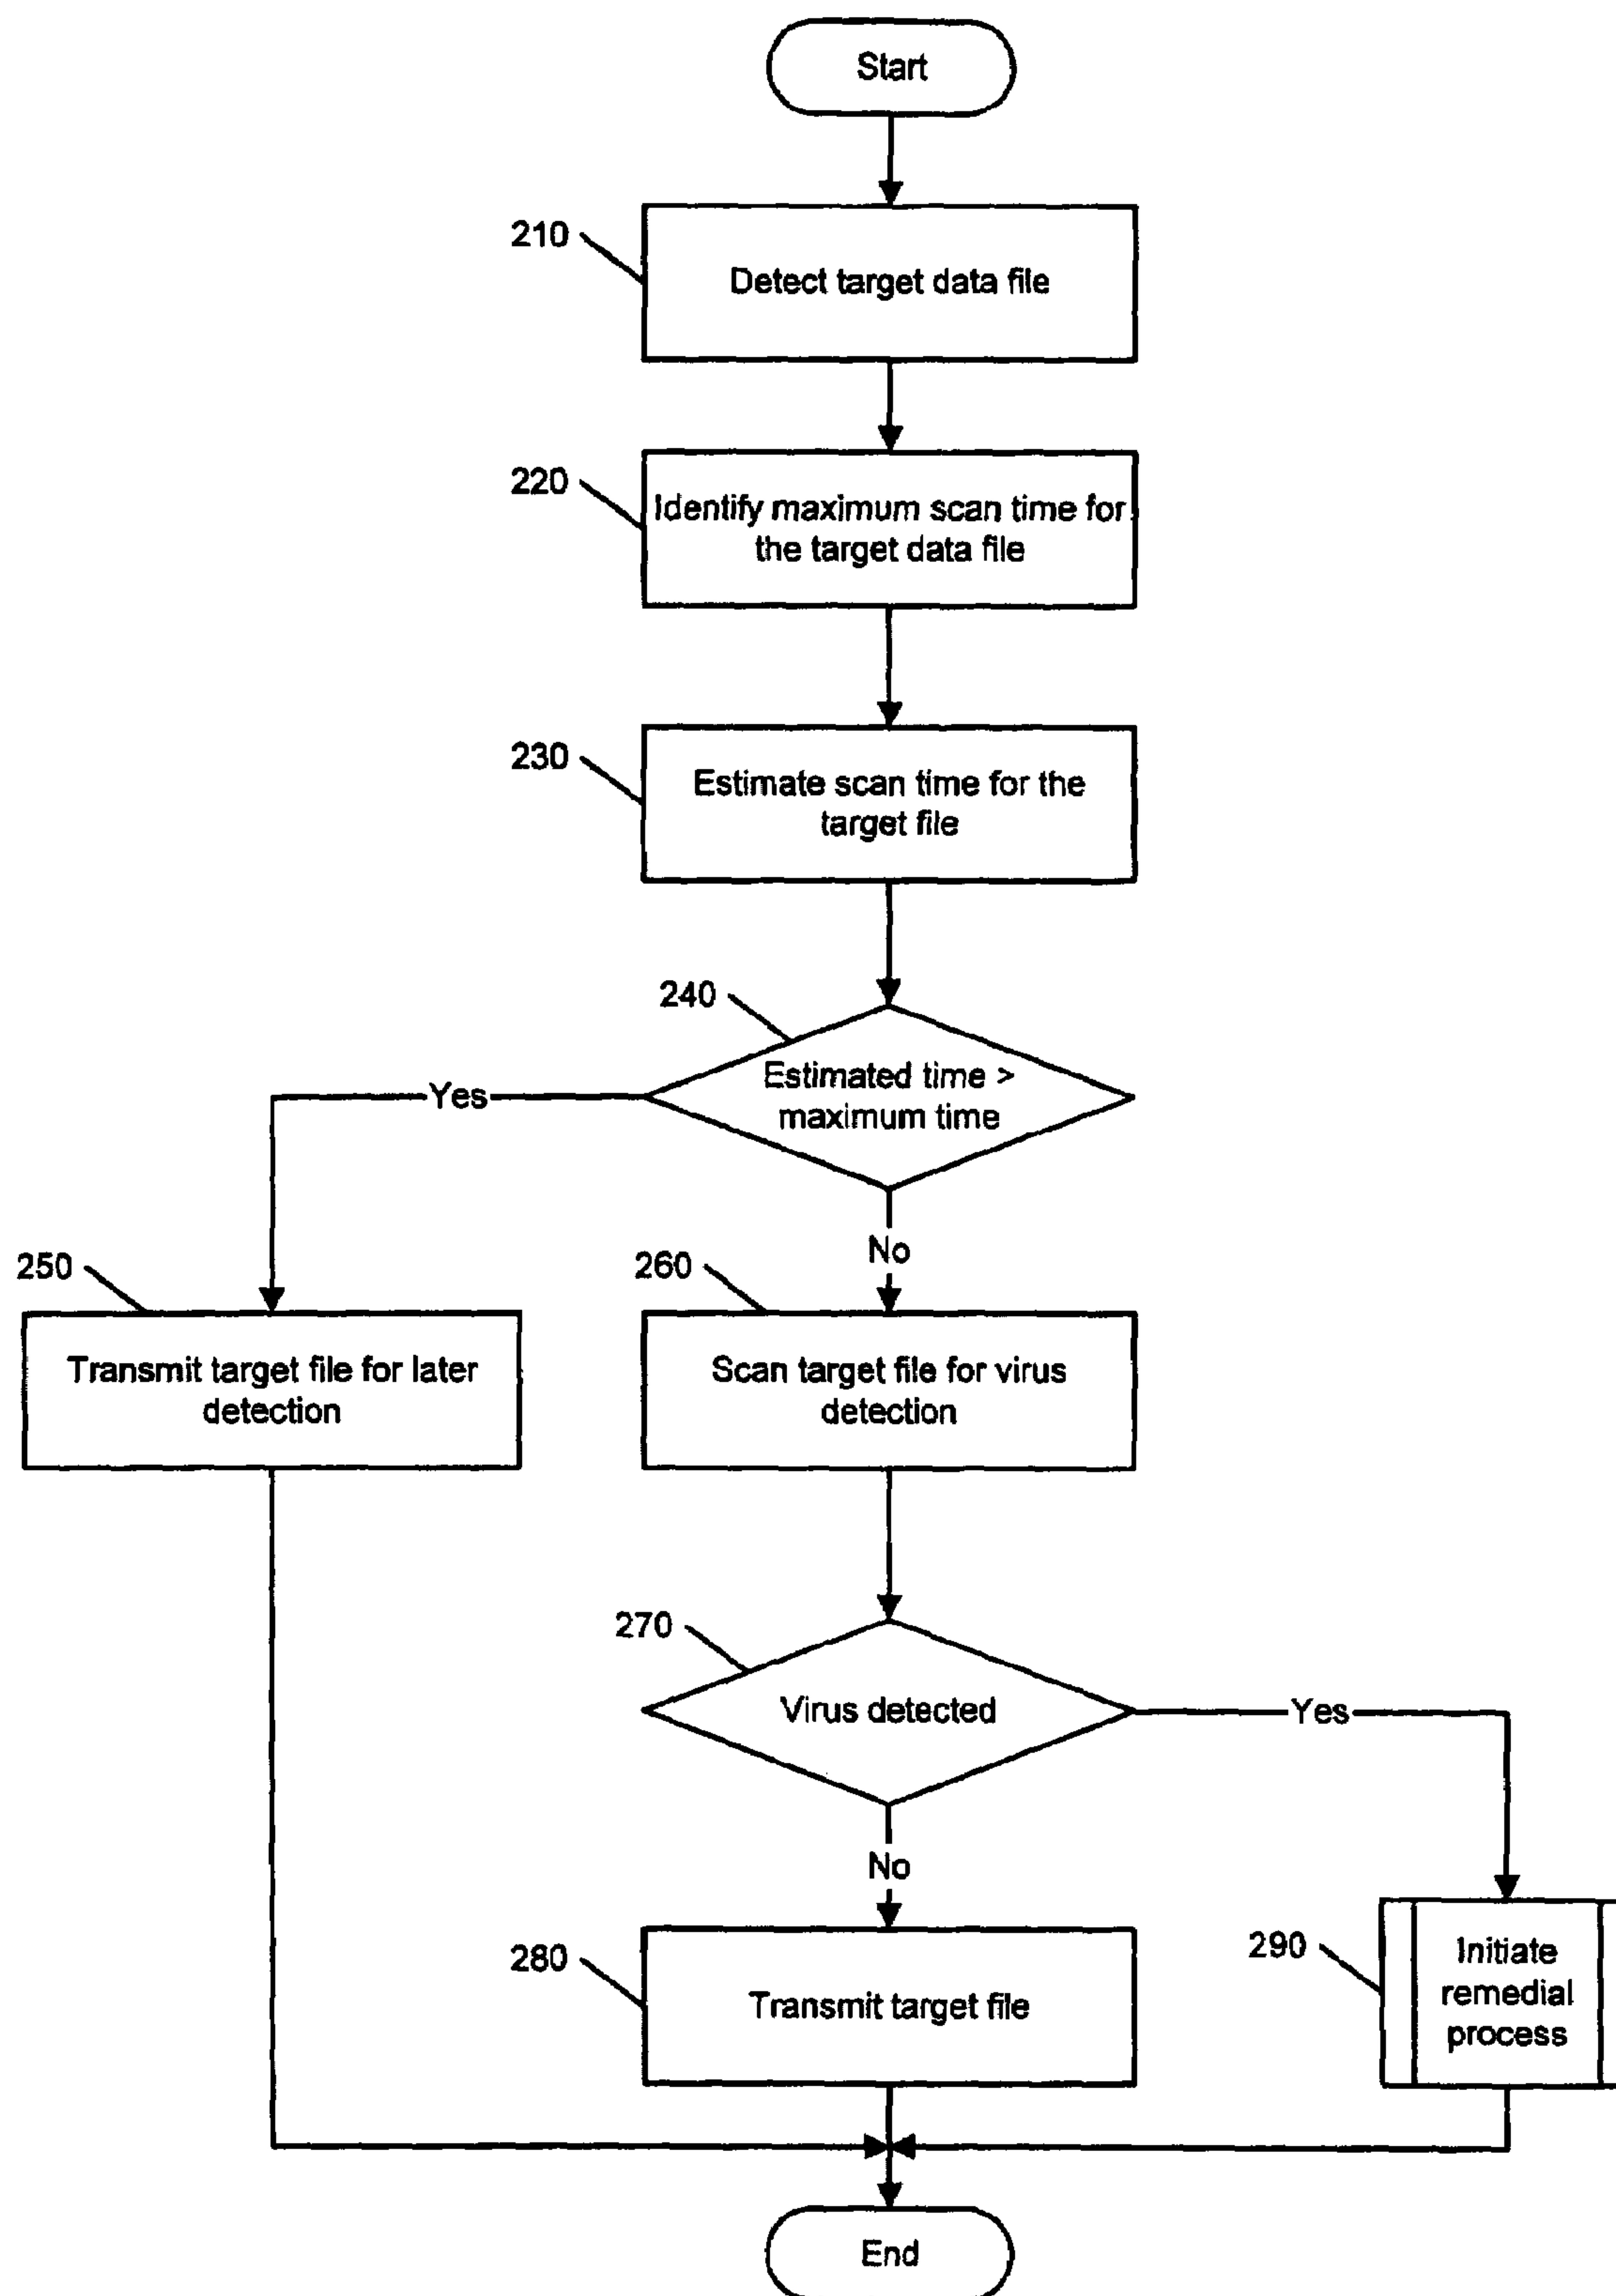 Start
210
Detect target data file
220
Identify maximum scan time for
the target data file
230
Estimate scan time for the
target file
240
Estimated time >
maximum time
Yes
No
250
Transmit target file for later
detection
260
Scan target file for virus
detection
270
Virus detected
Yes
No
280
Transmit target file
290
Initiate
remedial
process
End